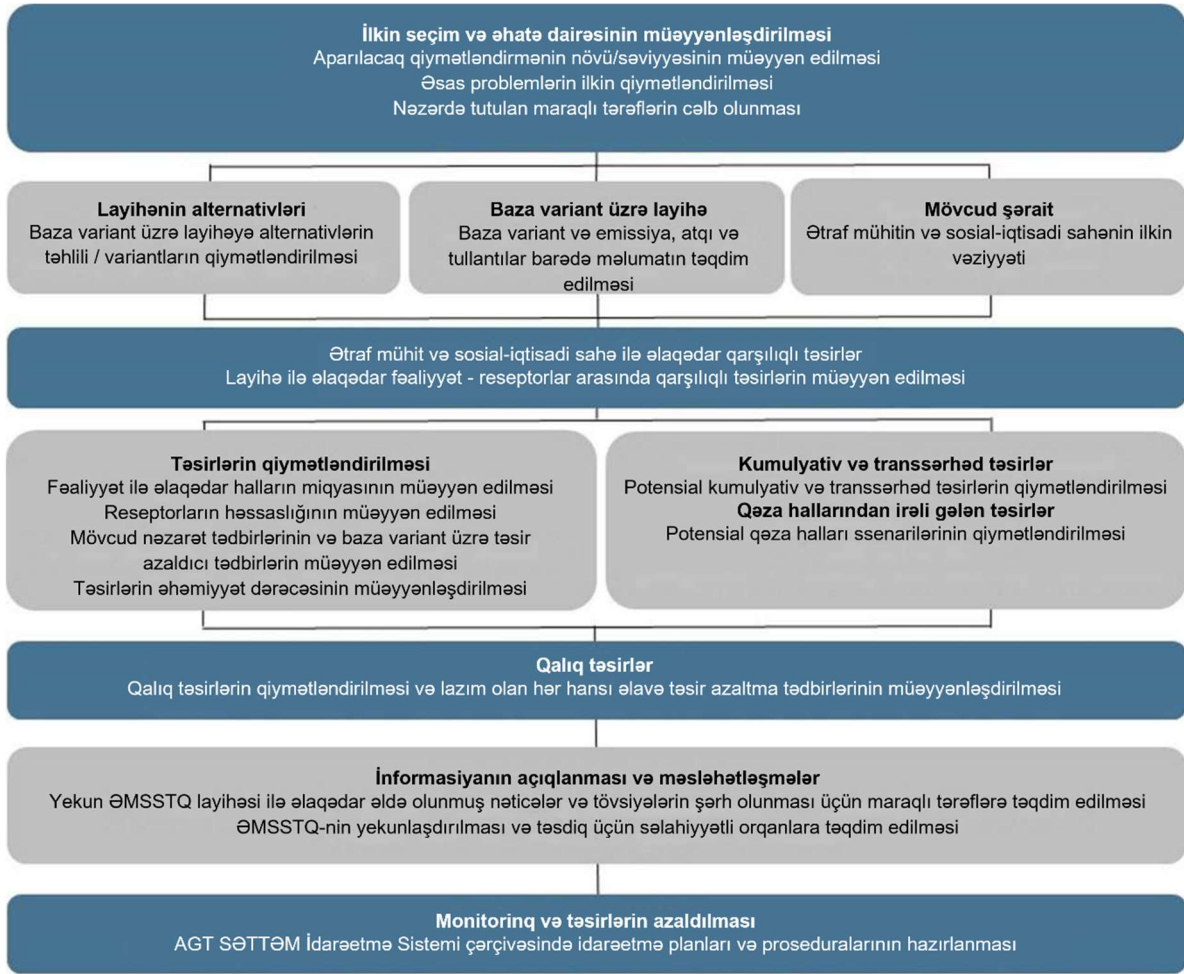 İlkin seçim və əhatə dairəsinin müəyyənləşdirilməsi
Aparılacaq qiymətləndirmənin növü/səviyyəsinin müəyyən edilməsi
Əsas problemlərin ilkin qiymətləndirilməsi
Nəzərdə tutulan maraqlı tərəflərin cəlb olunması
Layihənin alternativləri
Baza variant üzrə layihəyə alternativlərin
təhlili / variantların qiymətləndirilməsi
Baza variant üzrə layihə
Baza variant və emissiya, atqı və
tullantılar barədə məlumatın təqdim
edilməsi
Mövcud şərait
Ətraf mühitin və sosial-iqtisadi sahənin ilkin
vəziyyəti
Ətraf mühit və sosial-iqtisadi sahə ilə əlaqədar qarşılıqlı təsirlər
Layihə ilə əlaqədar fəaliyyət - reseptorlar arasında qarşılıqlı təsirlərin müəyyən edilməsi
Təsirlərin qiymətləndirilməsi
Fəaliyyət ilə əlaqədar halların miqyasının müəyyən edilməsi
Reseptorların həssaslığının müəyyən edilməsi
Mövcud nəzarət tədbirlərinin və baza variant üzrə təsir
azaldıcı tədbirlərin müəyyən edilməsi
Təsirlərin əhəmiyyət dərəcəsinin müəyyənləşdirilməsi
Kumulyativ və transsərhəd təsirlər
Potensial kumulyativ və transsərhəd təsirlərin qiymətləndirilməsi
Qəza hallarından irəli gələn təsirlər
Potensial qəza halları ssenarilərinin qiymətləndirilməsi
Qalıq təsirlər
Qalıq təsirlərin qiymətləndirilməsi və lazım olan hər hansı əlavə təsir azaltma tədbirlərinin müəyyənləşdirilməsi
İnformasiyanın açıqlanması və məsləhətləşmələr
Yekun ƏMSSTQ layihəsi ilə əlaqədar əldə olunmuş nəticələr və tövsiyələrin şərh olunması üçün maraqlı tərəflərə təqdim edilməsi
ƏMSSTQ-nin yekunlaşdırılması və təsdiq üçün səlahiyyətli orqanlara təqdim edilməsi
Monitorinq və təsirlərin azaldılması
AGT SƏTTƏM İdarəetmə Sistemi çərçivəsində idarəetmə planları və proseduralarının hazırlanması